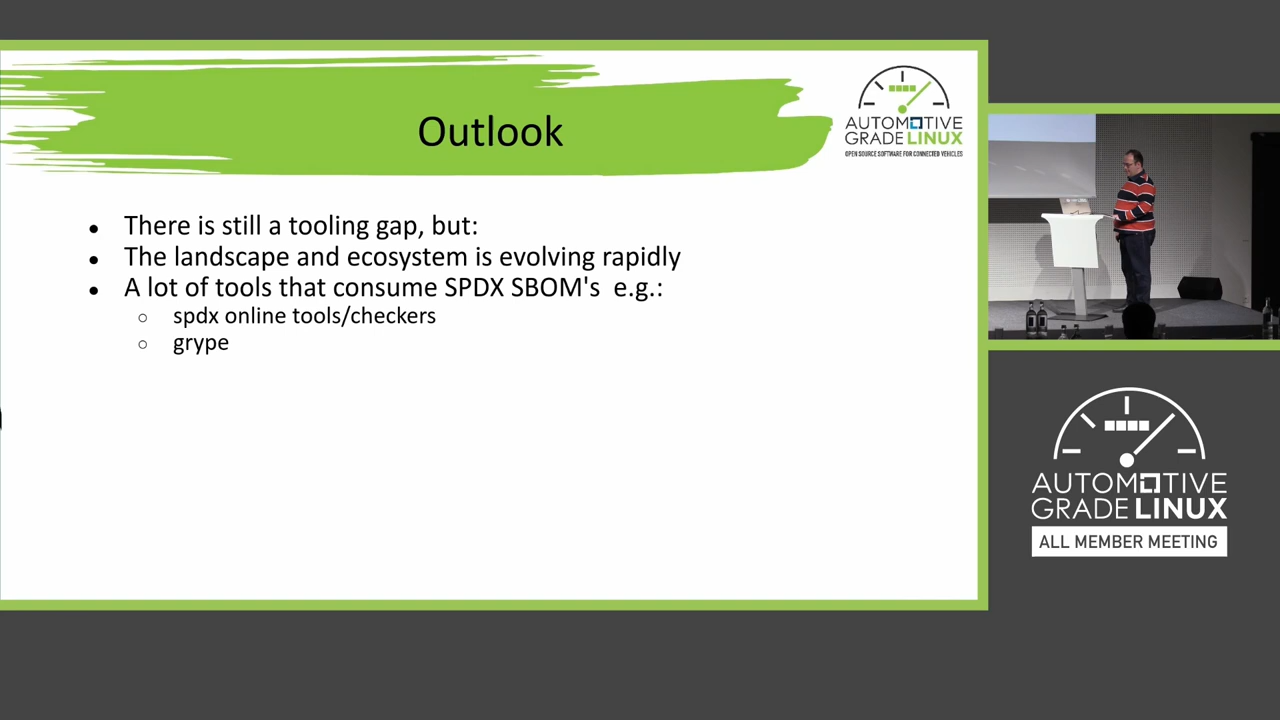 Outlook
AUTOMOTIVE
GRADE LINUX
OPEN SOURCE SOFTWARE FOR CONNECTED VEHICLES
There is still a tooling gap, but:
The landscape and ecosystem is evolving rapidly
A lot of tools that consume SPDX SBOM's e.g.:
spdx online tools/checkers
grype
AUTOMOTIVE
GRADE LINUX
ALL MEMBER MEETING